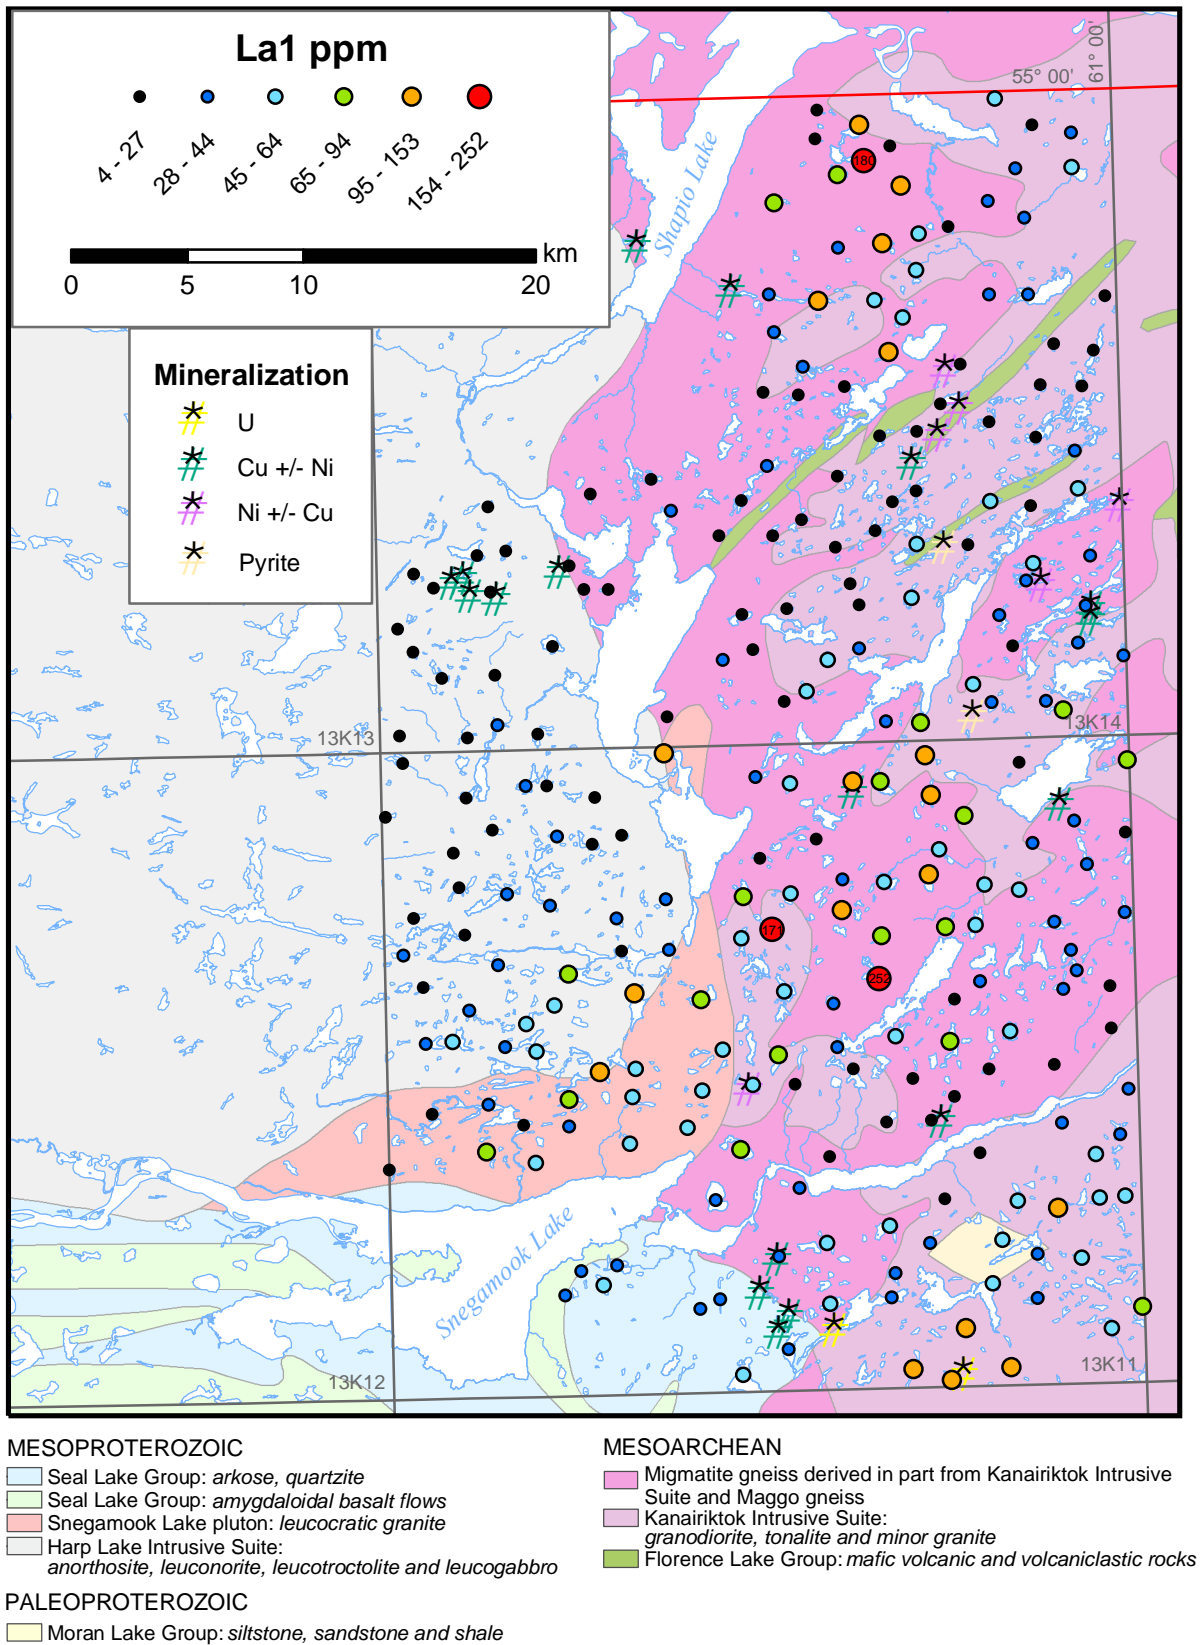 La1 ppm
4 - 27
28 - 44
45 - 64
65 - 94
95 - 153
154 - 252
km
0 5 10 20
Mineralization
U
Cu +/- Ni
Ni +/- Cu
Pyrite
55° 00'
61° 00'
Shapio Lake
180
13K13
13K14
171
252
Snegamook Lake
13K12
13K11
MESOPROTEROZOIC
Seal Lake Group: arkose, quartzite
Seal Lake Group: amygdaloidal basalt flows
Snegamook Lake pluton: leucocratic granite
Harp Lake Intrusive Suite:
anorthosite, leuconorite, leucotroctolite and leucogabbro
PALEOPROTEROZOIC
Moran Lake Group: siltstone, sandstone and shale
MESOARCHEAN
Migmatite gneiss derived in part from Kanairiktok Intrusive
Suite and Maggo gneiss
Kanairiktok Intrusive Suite:
granodiorite, tonalite and minor granite
Florence Lake Group: mafic volcanic and volcaniclastic rocks